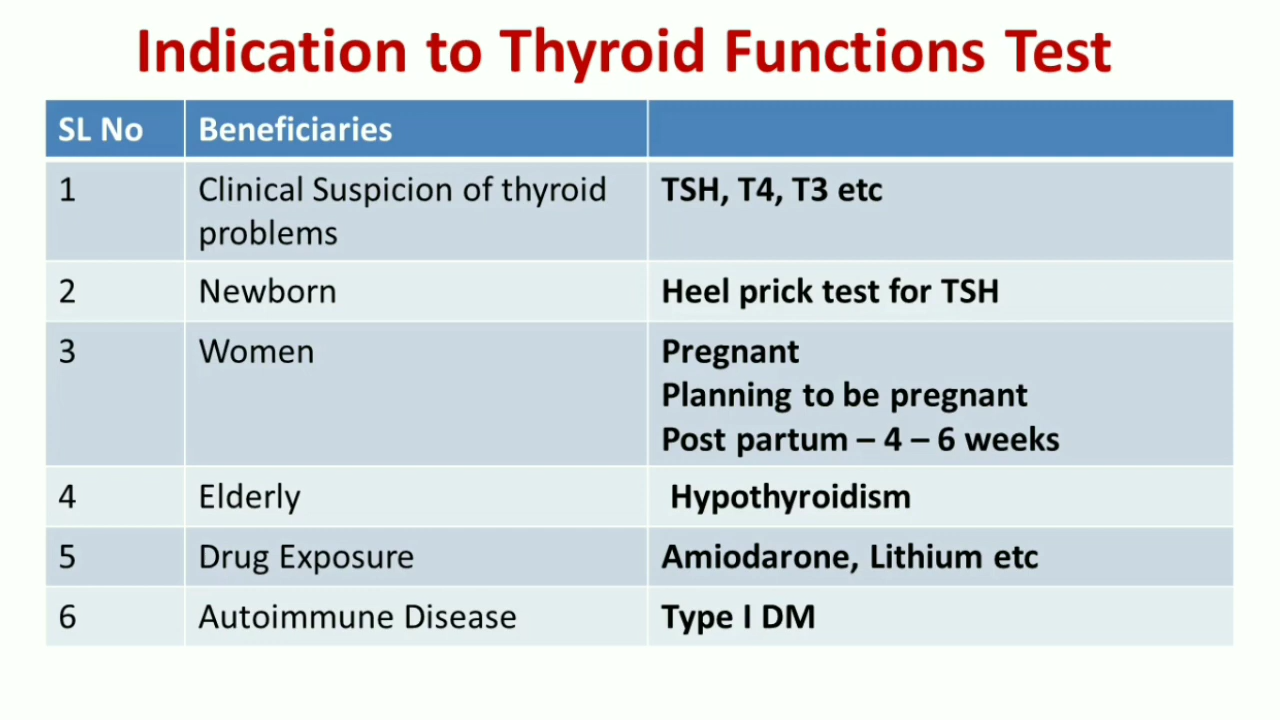 Indication to Thyroid Functions Test
SL No Beneficiaries
1 Clinical Suspicion of thyroid problems TSH, T4, T3 etc
2 Newborn Heel prick test for TSH
3 Women Pregnant
Planning to be pregnant
Post partum – 4 – 6 weeks
4 Elderly Hypothyroidism
5 Drug Exposure Amiodarone, Lithium etc
6 Autoimmune Disease Type I DM